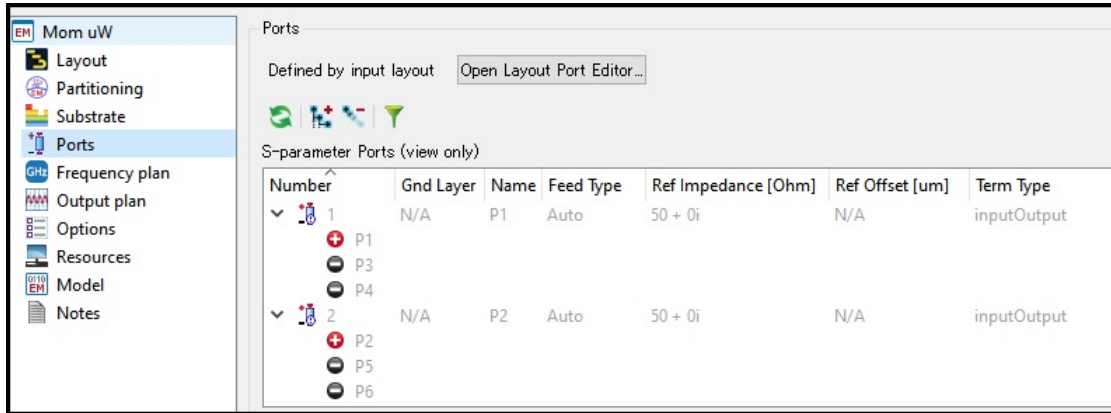 EM Mom uW
Layout
Partitioning
Substrate
Ports
GHz Frequency plan
Output plan
Options
Resources
0110 EM Model
Notes
Ports
Defined by input layout Open Layout Port Editor...
S-parameter Ports (view only)
Number Gnd Layer Name Feed Type Ref Impedance [Ohm] Ref Offset [um] Term Type
1 N/A P1 Auto 50 + 0i N/A inputOutput
P1
P3
P4
2 N/A P2 Auto 50 + 0i N/A inputOutput
P2
P5
P6